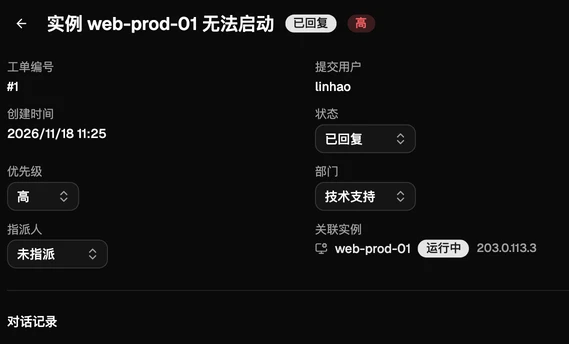 实例 web-prod-01 无法启动 已回复 高
工单编号
#1
提交用户
linhao
创建时间
2026/11/18 11:25
状态
已回复
优先级
高
部门
技术支持
指派人
未指派
关联实例
web-prod-01 运行中 203.0.113.3
对话记录